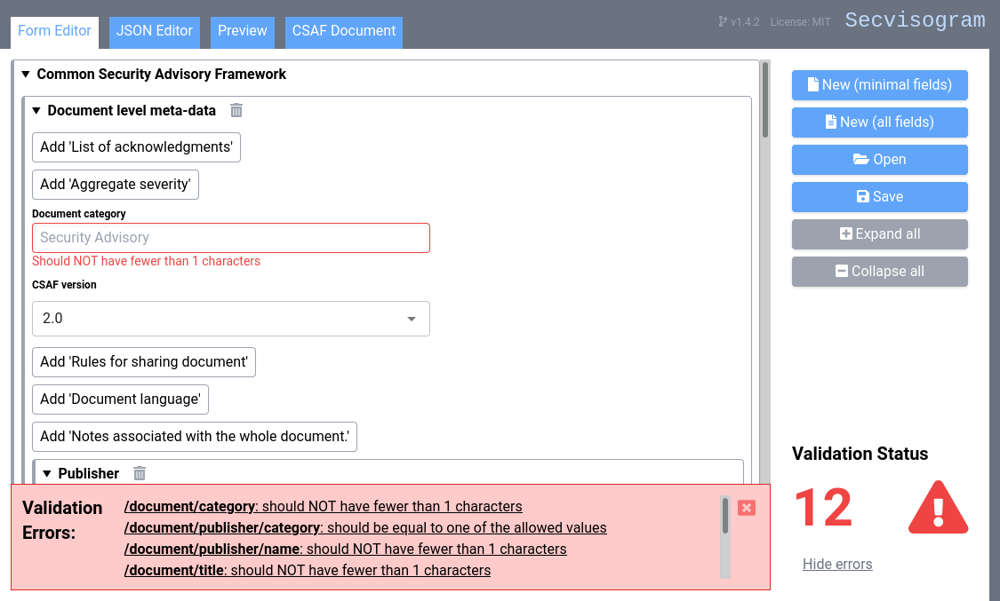 Form Editor
JSON Editor
Preview
CSAF Document
v1.4.2
License: MIT
Secvisogram
Common Security Advisory Framework
Document level meta-data
Add 'List of acknowledgments'
Add 'Aggregate severity'
Document category
Security Advisory
Should NOT have fewer than 1 characters
CSAF version
2.0
Add 'Rules for sharing document'
Add 'Document language'
Add 'Notes associated with the whole document.'
Publisher
Validation
Errors:
/document/category: should NOT have fewer than 1 characters
/document/publisher/category: should be equal to one of the allowed values
/document/publisher/name: should NOT have fewer than 1 characters
/document/title: should NOT have fewer than 1 characters
New (minimal fields)
New (all fields)
Open
Save
Expand all
Collapse all
Validation Status
12
Hide errors